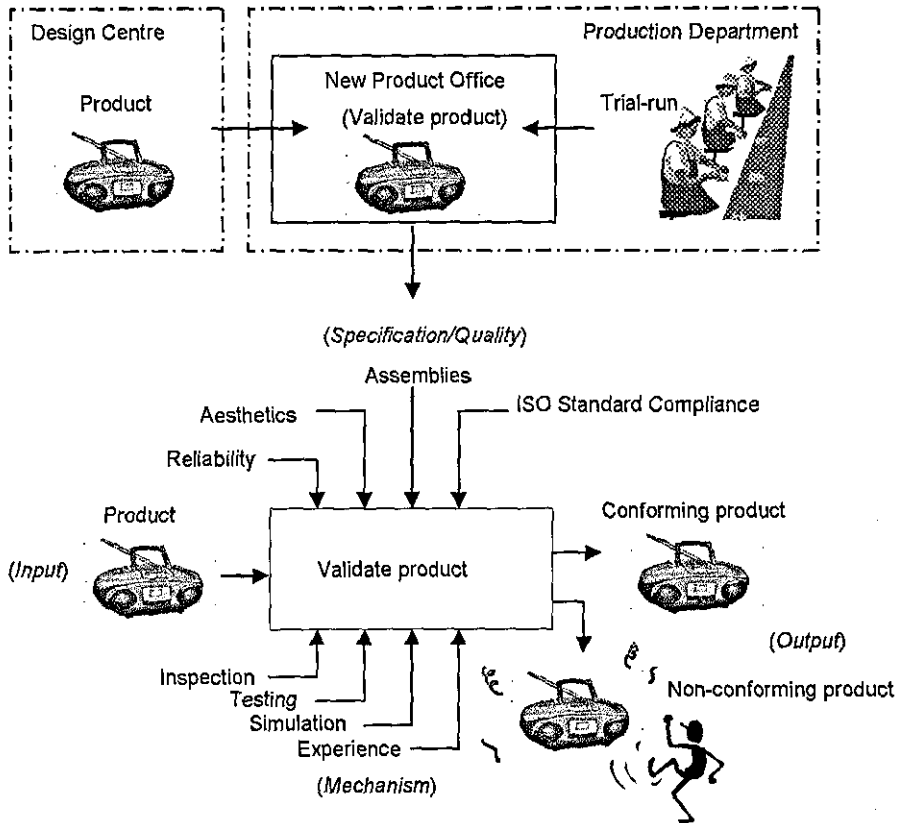 Design Centre
Production Department
New Product Office
Product
(Validate product)
Trial-run
(Specification/Quality)
Assemblies
Aesthetics
ISO Standard Compliance
Reliability
Product
Conforming product
(Input)
Validate product
(Output)
Inspection
Non-conforming product
Testing
Simulation
Experience
(Mechanism)